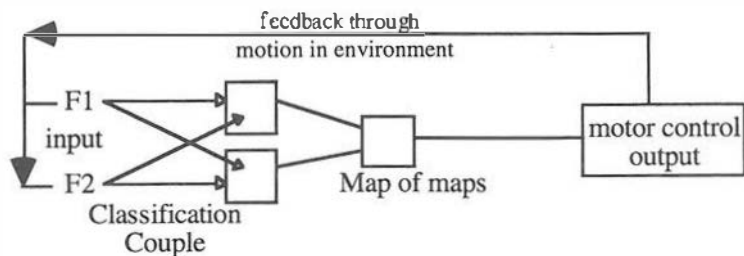 feedback through
motion in environment
F1
input
F2
Classification
Couple
Map of maps
motor control
output